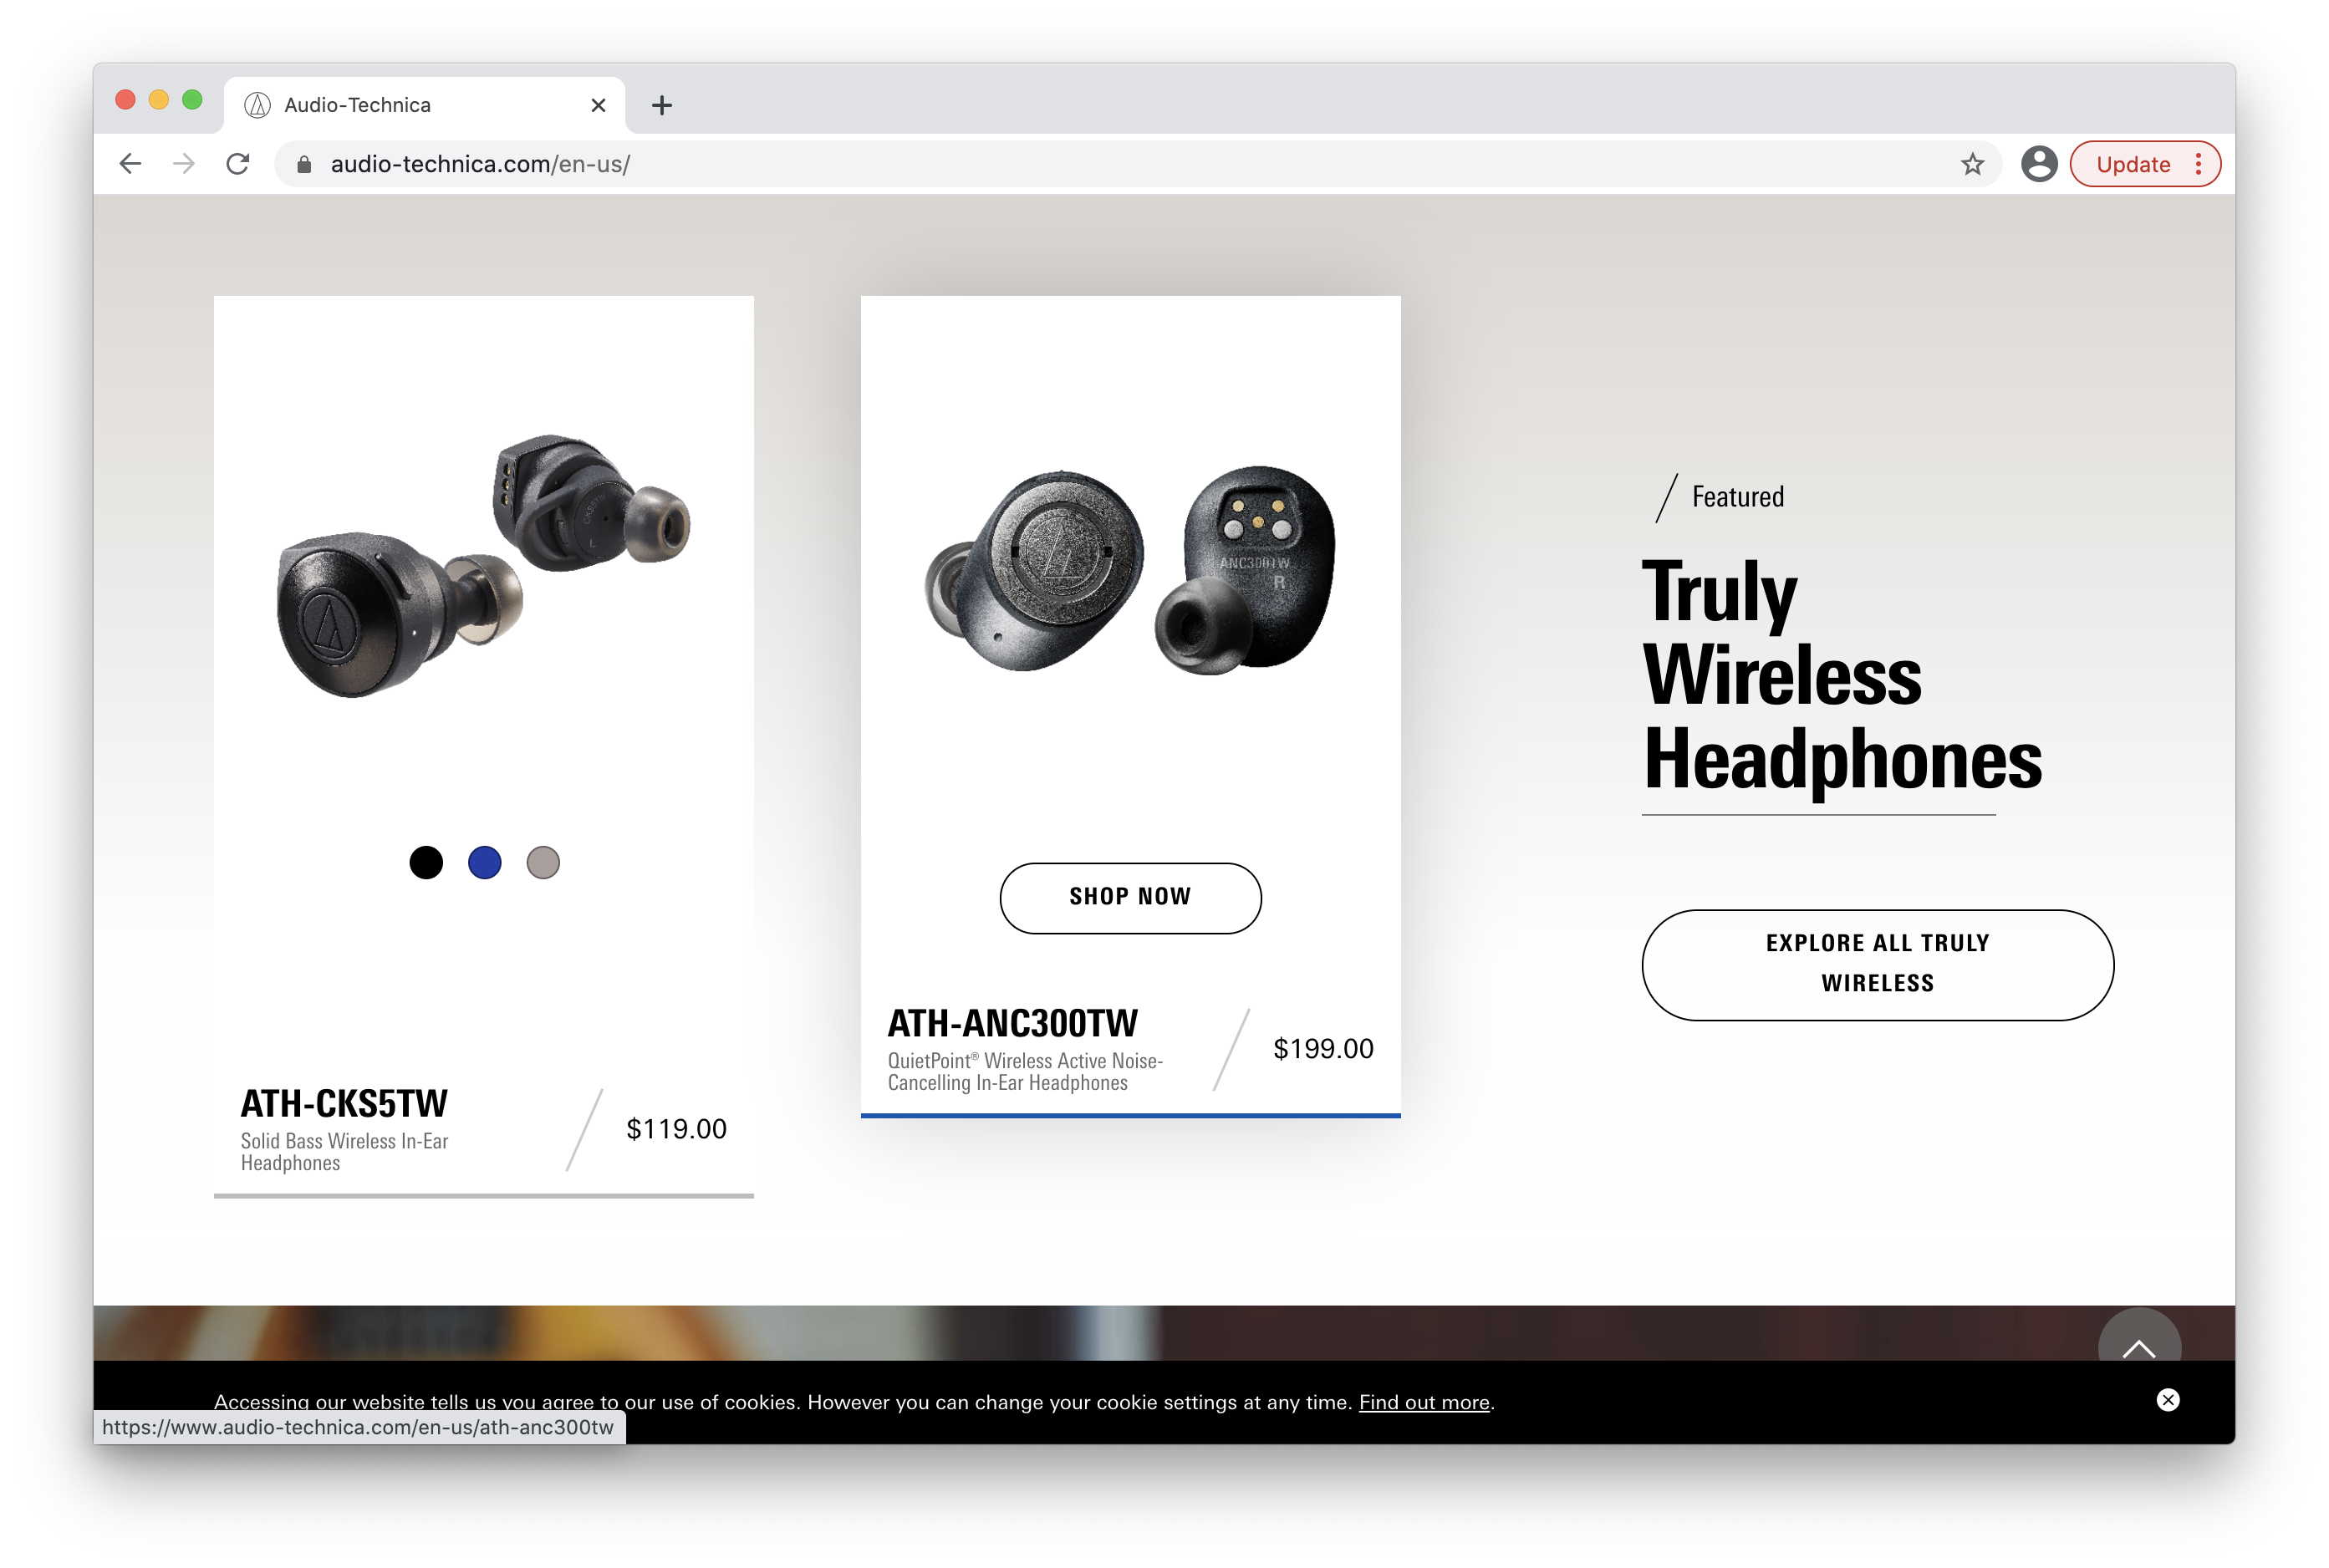 Audio-Technica
audio-technica.com/en-us/
Update
CKS5TW
L
ATH-CKS5TW
Solid Bass Wireless In-Ear
Headphones
$119.00
ANC300TW
R
SHOP NOW
ATH-ANC300TW
QuietPoint® Wireless Active Noise-
Cancelling In-Ear Headphones
$199.00
Featured
Truly
Wireless
Headphones
EXPLORE ALL TRULY
WIRELESS
Accessing our website tells us you agree to our use of cookies. However you can change your cookie settings at any time. Find out more.
https://www.audio-technica.com/en-us/ath-anc300tw